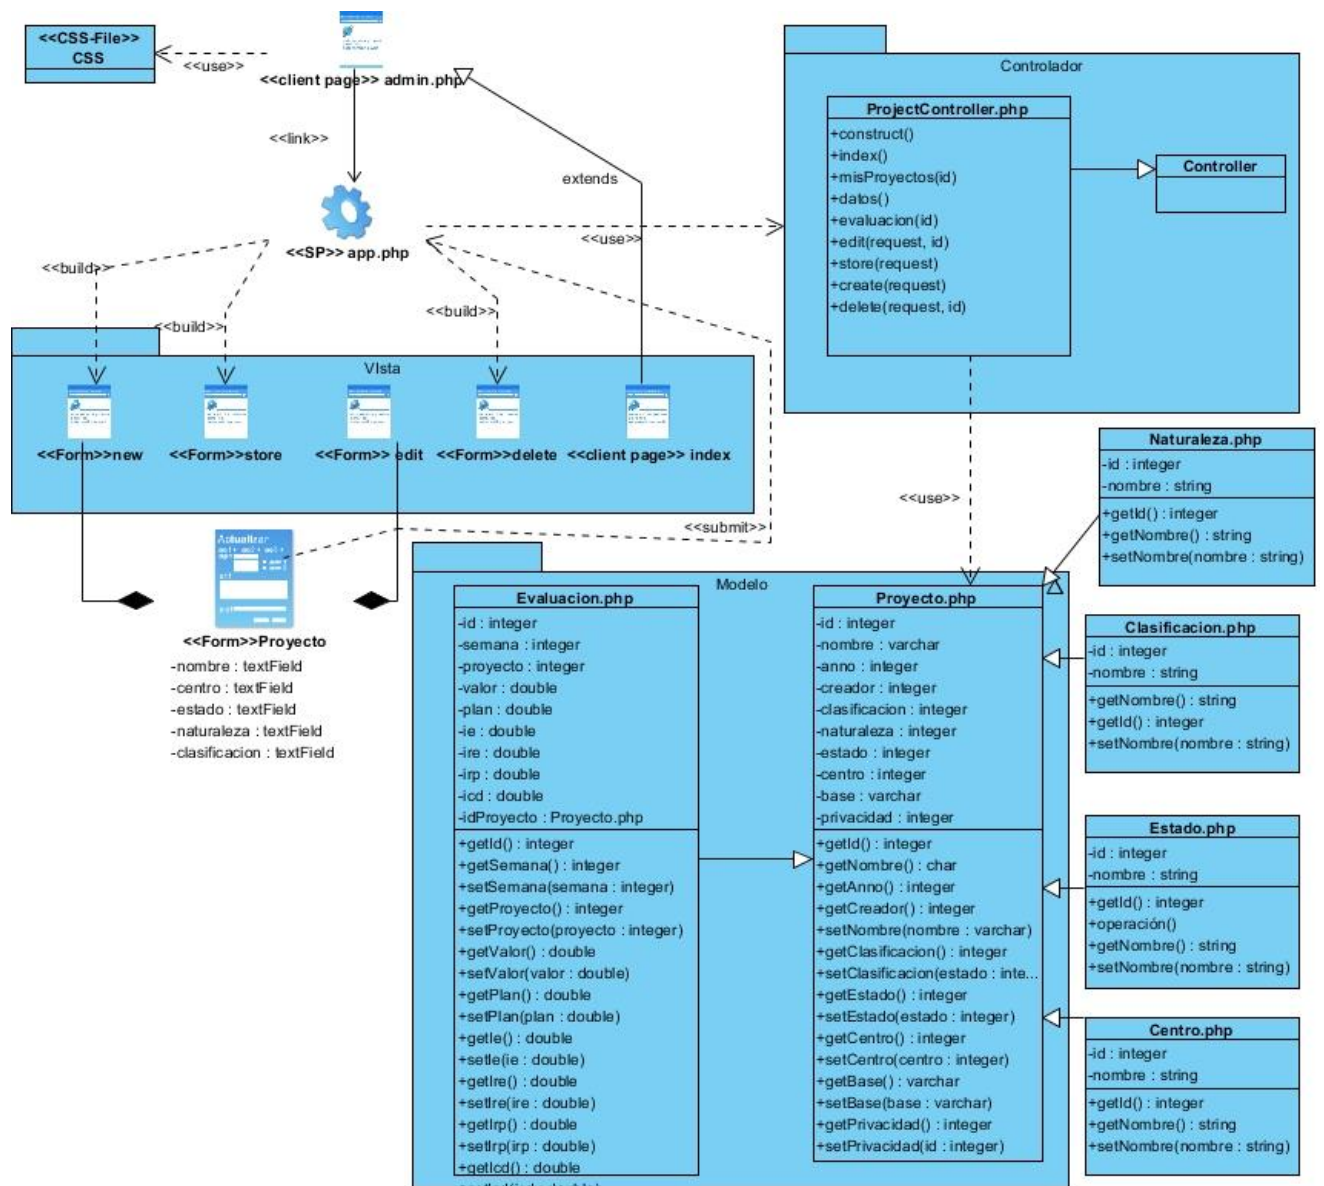 <<CSS-File>>
CSS
<<use>>
<<client page>> admin.php
<<link>>
extends
<<SP>> app.php
<<use>>
<<build>>
<<build>>
<<build>>
Controlador
ProjectController.php
+construct()
+index()
+misProyectos(id)
+datos()
+evaluacion(id)
+edit(request, id)
+store(request)
+create(request)
+delete(request, id)
Controller
VIsta
<<Form>>new
<<Form>>store
<<Form>> edit
<<Form>>delete
<<client page>> index
<<use>>
<<submit>>
Actualizar
<<Form>>Proyecto
-nombre : textField
-centro : textField
-estado : textField
-naturaleza : textField
-clasificacion : textField
Modelo
Evaluacion.php
-id : integer
-semana : integer
-proyecto : integer
-valor : double
-plan : double
-ie : double
-ire : double
-irp : double
-icd : double
-idProyecto : Proyecto.php
+getId() : integer
+getSemana() : integer
+setSemana(semana : integer)
+getProyecto() : integer
+setProyecto(proyecto : integer)
+getValor() : double
+setValor(valor : double)
+getPlan() : double
+setPlan(plan : double)
+getIe() : double
+setIe(ie : double)
+getIre() : double
+setIre(ire : double)
+getIrp() : double
+setIrp(irp : double)
+getIcd() : double
Proyecto.php
-id : integer
-nombre : varchar
-anno : integer
-creador : integer
-clasificacion : integer
-naturaleza : integer
-estado : integer
-centro : integer
-base : varchar
-privacidad : integer
+getId() : integer
+getNombre() : char
+getAnno() : integer
+getCreador() : integer
+setNombre(nombre : varchar)
+getClasificacion() : integer
+setClasificacion(estado : inte...
+getEstado() : integer
+setEstado(estado : integer)
+getCentro() : integer
+setCentro(centro : integer)
+getBase() : varchar
+setBase(base : varchar)
+getPrivacidad() : integer
+setPrivacidad(id : integer)
Naturaleza.php
-id : integer
-nombre : string
+getId() : integer
+getNombre() : string
+setNombre(nombre : string)
Clasificacion.php
-id : integer
-nombre : string
+getNombre() : string
+getId() : integer
+setNombre(nombre : string)
Estado.php
-id : integer
-nombre : string
+getId() : integer
+operación()
+getNombre() : string
+setNombre(nombre : string)
Centro.php
-id : integer
-nombre : string
+getId() : integer
+getNombre() : string
+setNombre(nombre : string)